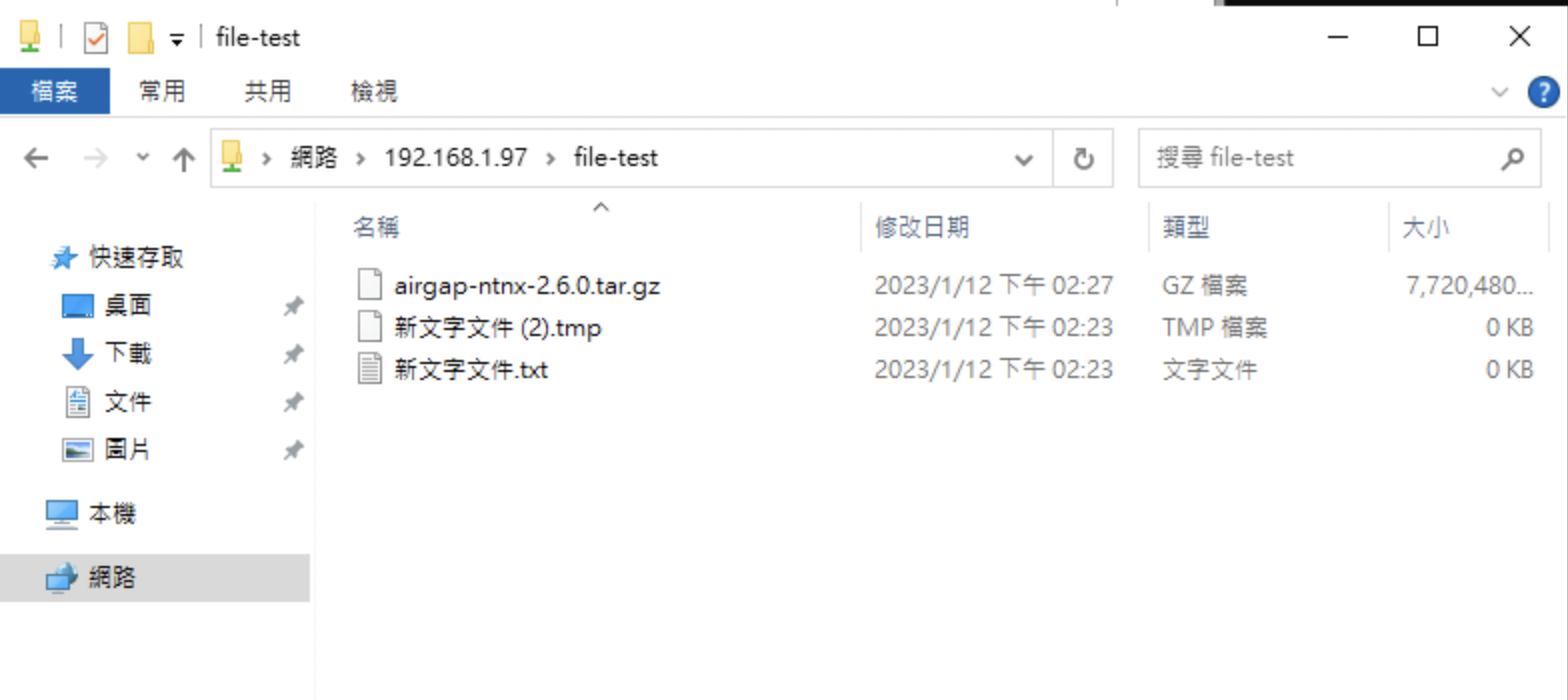 file-test
檔案 常用 共用 檢視
網路 192.168.1.97 file-test 搜尋 file-test
名稱 修改日期 類型 大小
快速存取
桌面
下載
文件
圖片
本機
網路
airgap-ntnx-2.6.0.tar.gz 2023/1/12 下午 02:27 GZ 檔案 7,720,480...
新文字文件 (2).tmp 2023/1/12 下午 02:23 TMP 檔案 0 KB
新文字文件.txt 2023/1/12 下午 02:23 文字文件 0 KB